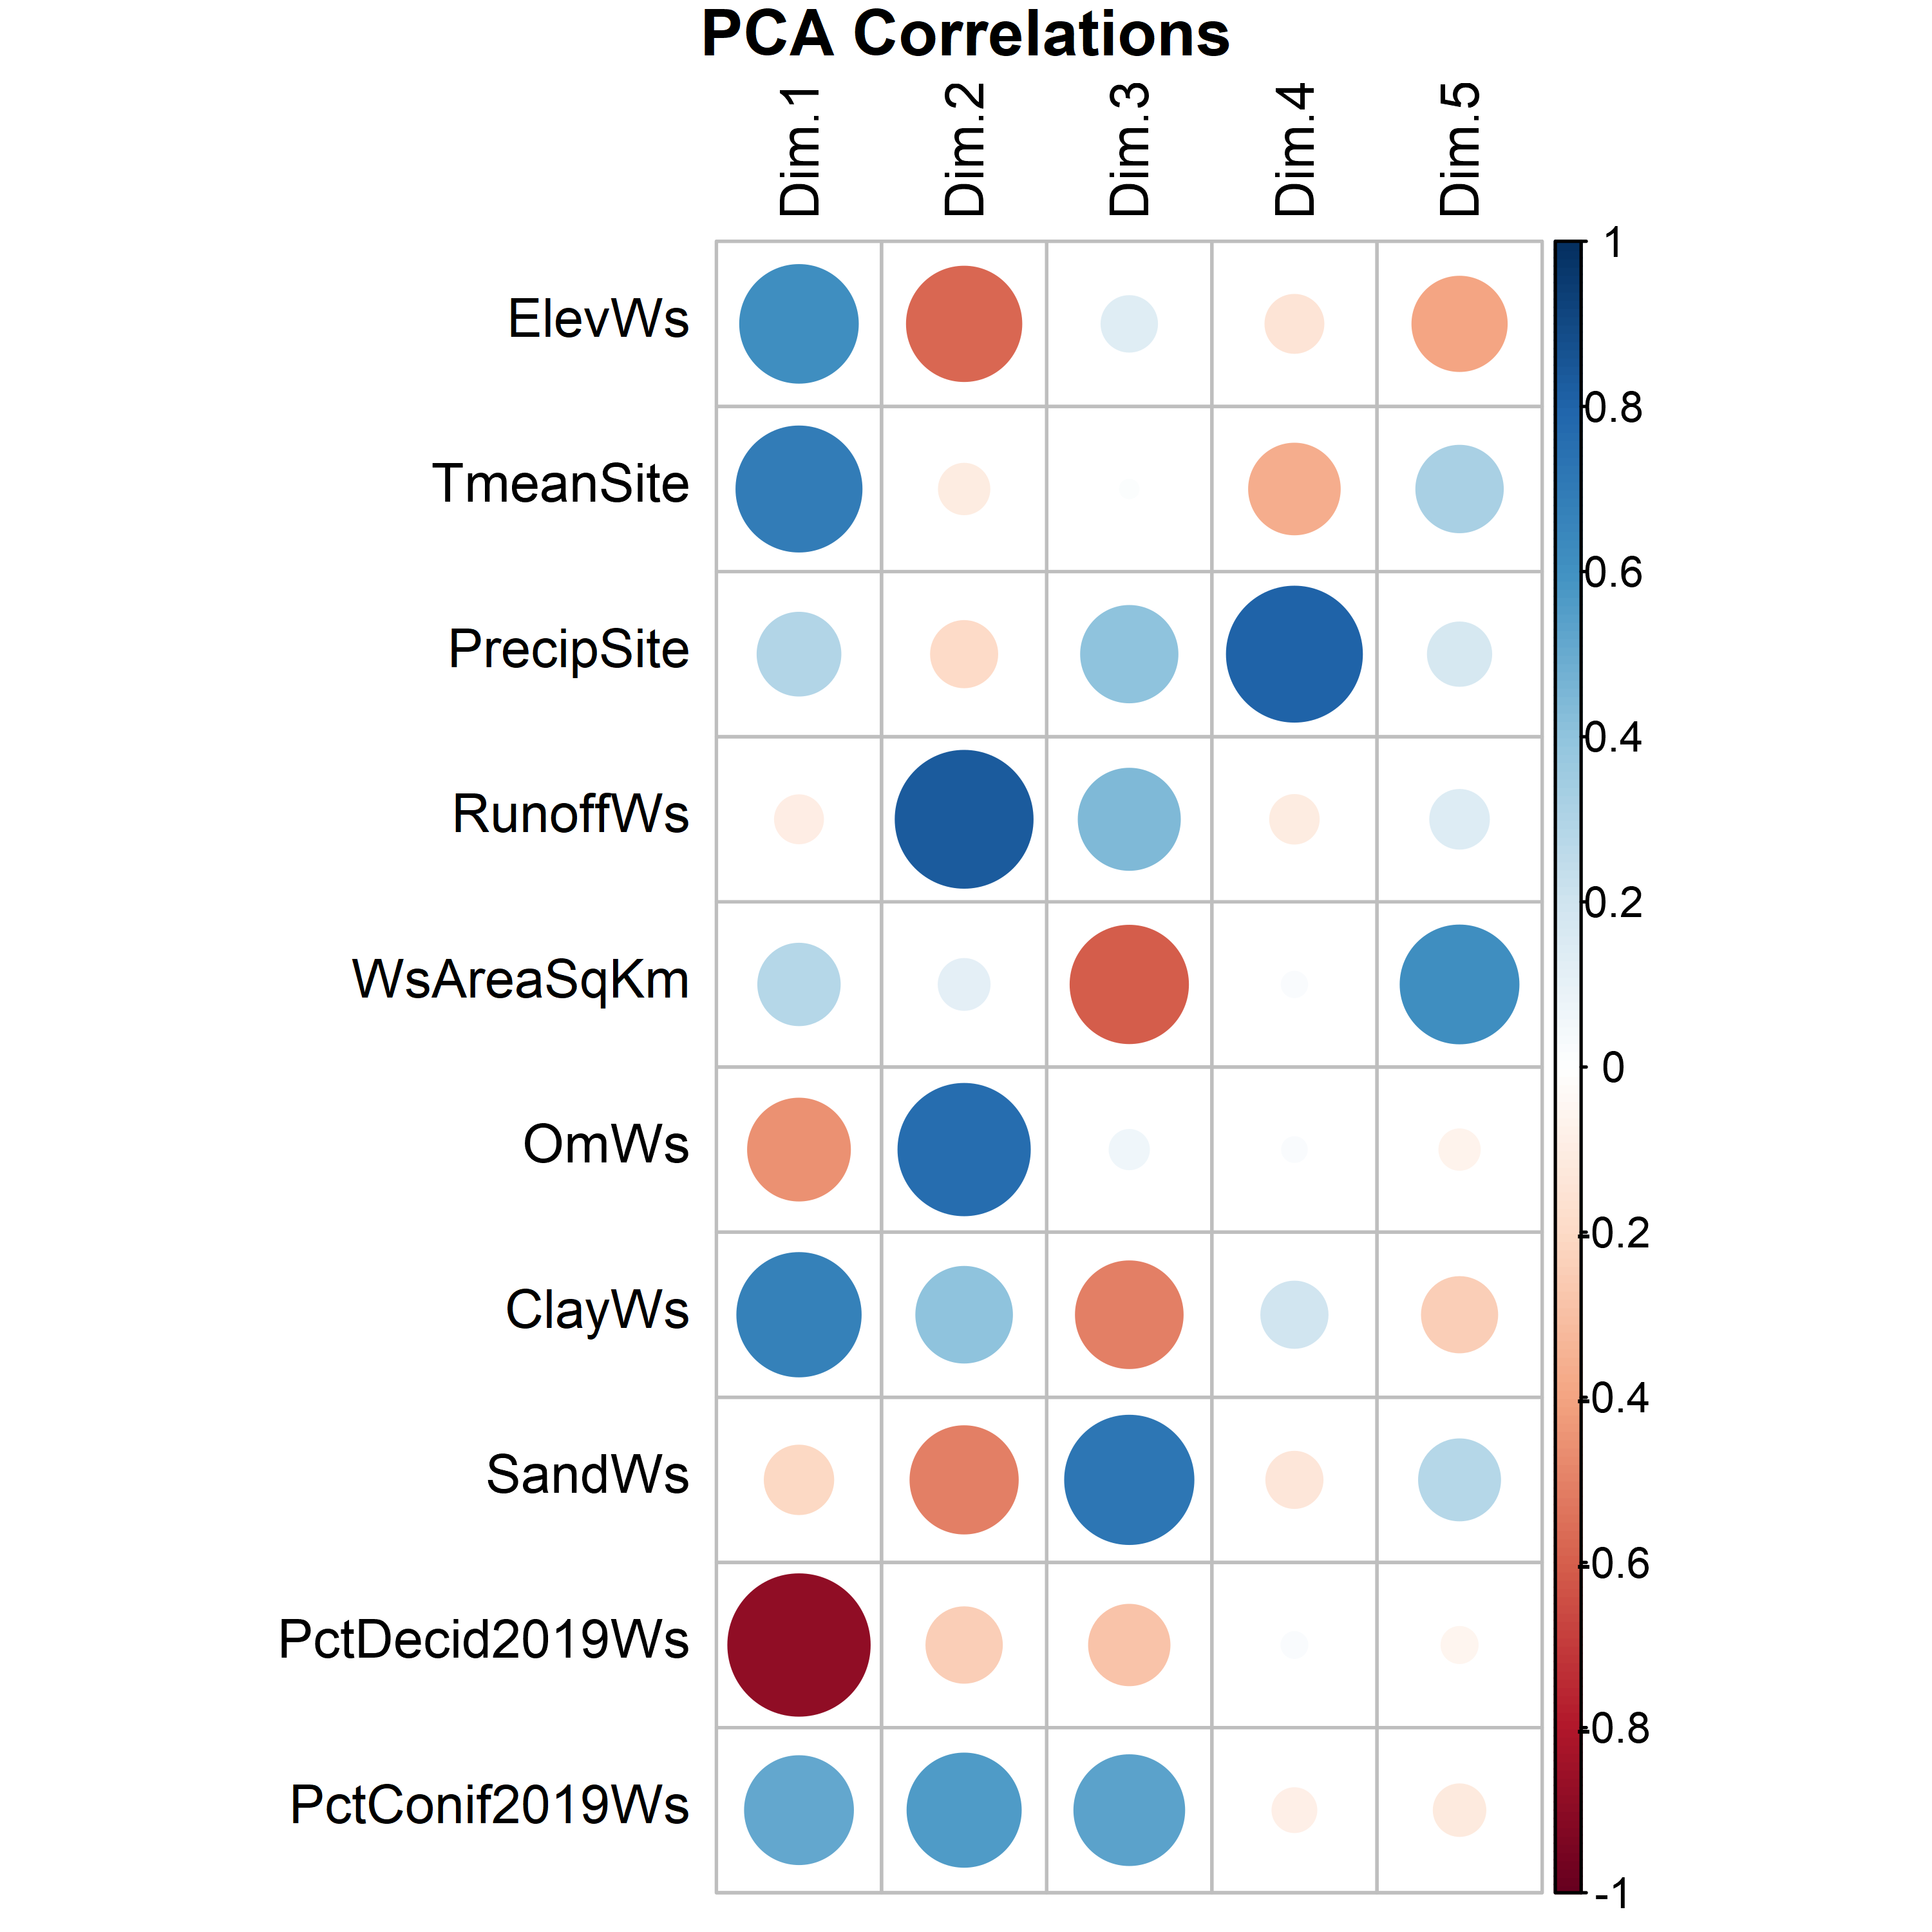 PCA Correlations
Dim.1 Dim.2 Dim.3 Dim.4 Dim.5
ElevWs
TmeanSite
PrecipSite
RunoffWs
WsAreaSqKm
OmWs
ClayWs
SandWs
PctDecid2019Ws
PctConif2019Ws
1
0.8
0.6
0.4
0.2
0
-0.2
-0.4
-0.6
-0.8
-1